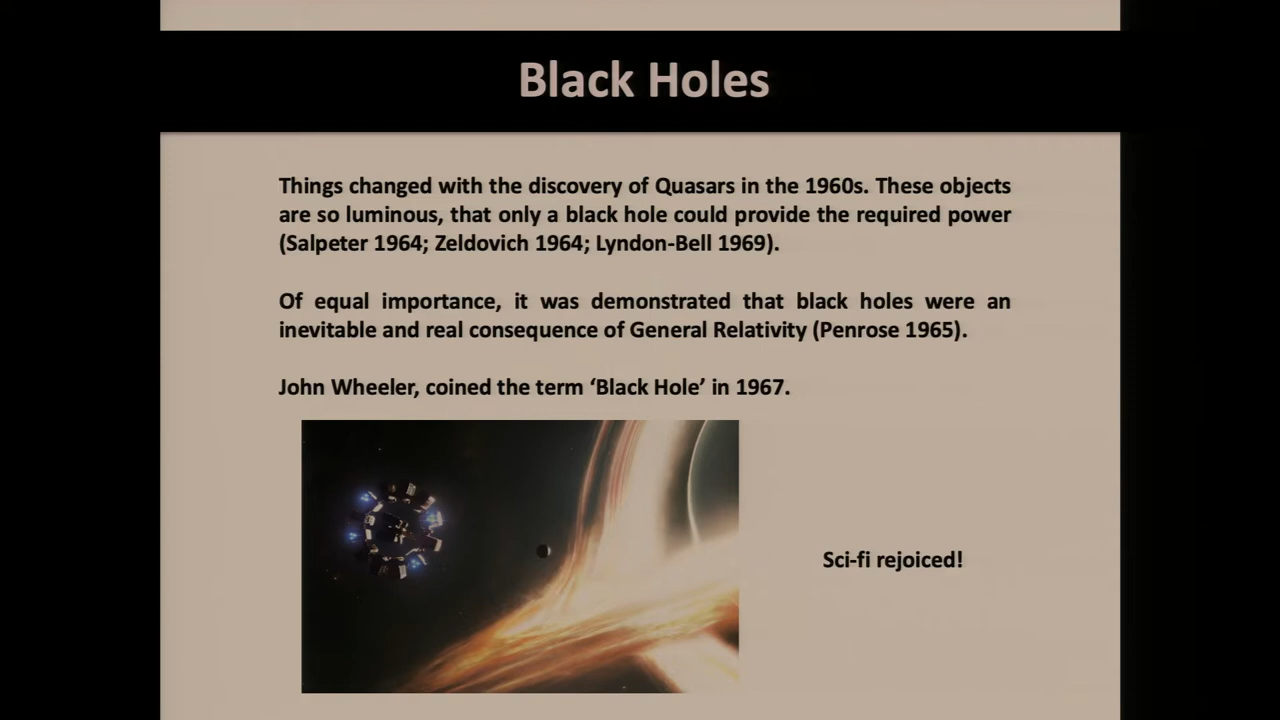 Black Holes
Things changed with the discovery of Quasars in the 1960s. These objects
are so luminous, that only a black hole could provide the required power
(Salpeter 1964; Zeldovich 1964; Lyndon-Bell 1969).
Of equal importance, it was demonstrated that black holes were an
inevitable and real consequence of General Relativity (Penrose 1965).
John Wheeler, coined the term ‘Black Hole’ in 1967.
Sci-fi rejoiced!